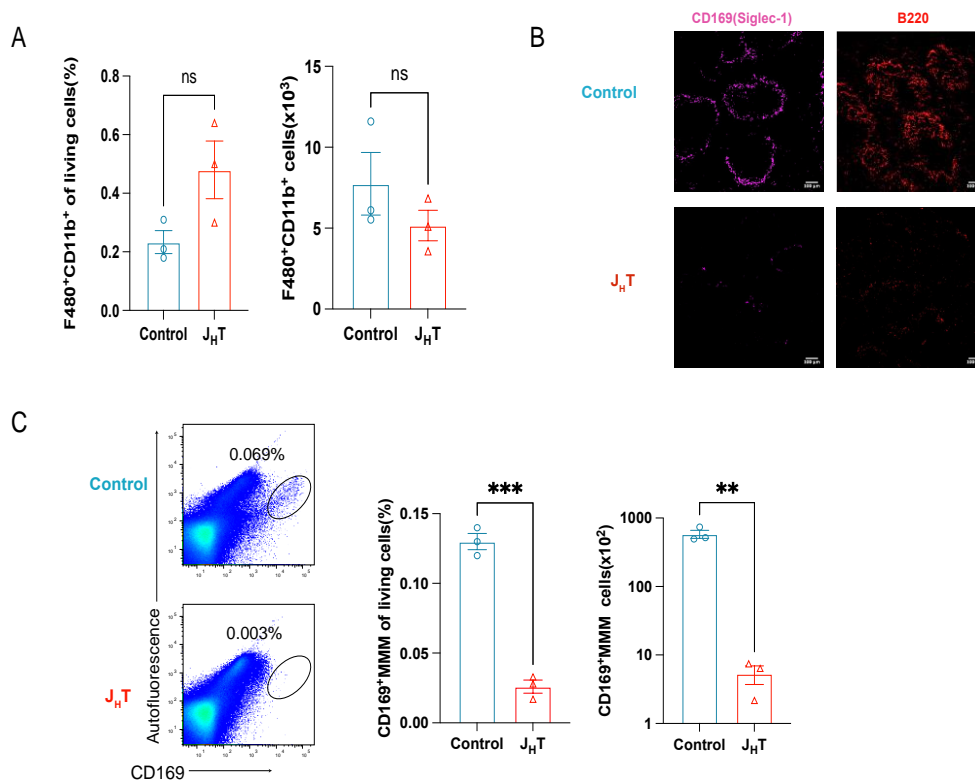 A
F480⁺CD11b⁺ of living cells(%)
0.8
0.6
0.4
0.2
0.0
ns
Control
JHT
F480⁺CD11b⁺ cells(x10³)
15
10
5
0
ns
Control
JHT
B
CD169(Siglec-1)
B220
Control
JHT
C
Control
0.069%
JHT
0.003%
Autofluorescence
CD169
CD169⁺MMM of living cells(%)
0.15
0.10
0.05
0.00
***
Control
JHT
CD169⁺MMM cells(x10²)
1000
100
10
1
**
Control
JHT